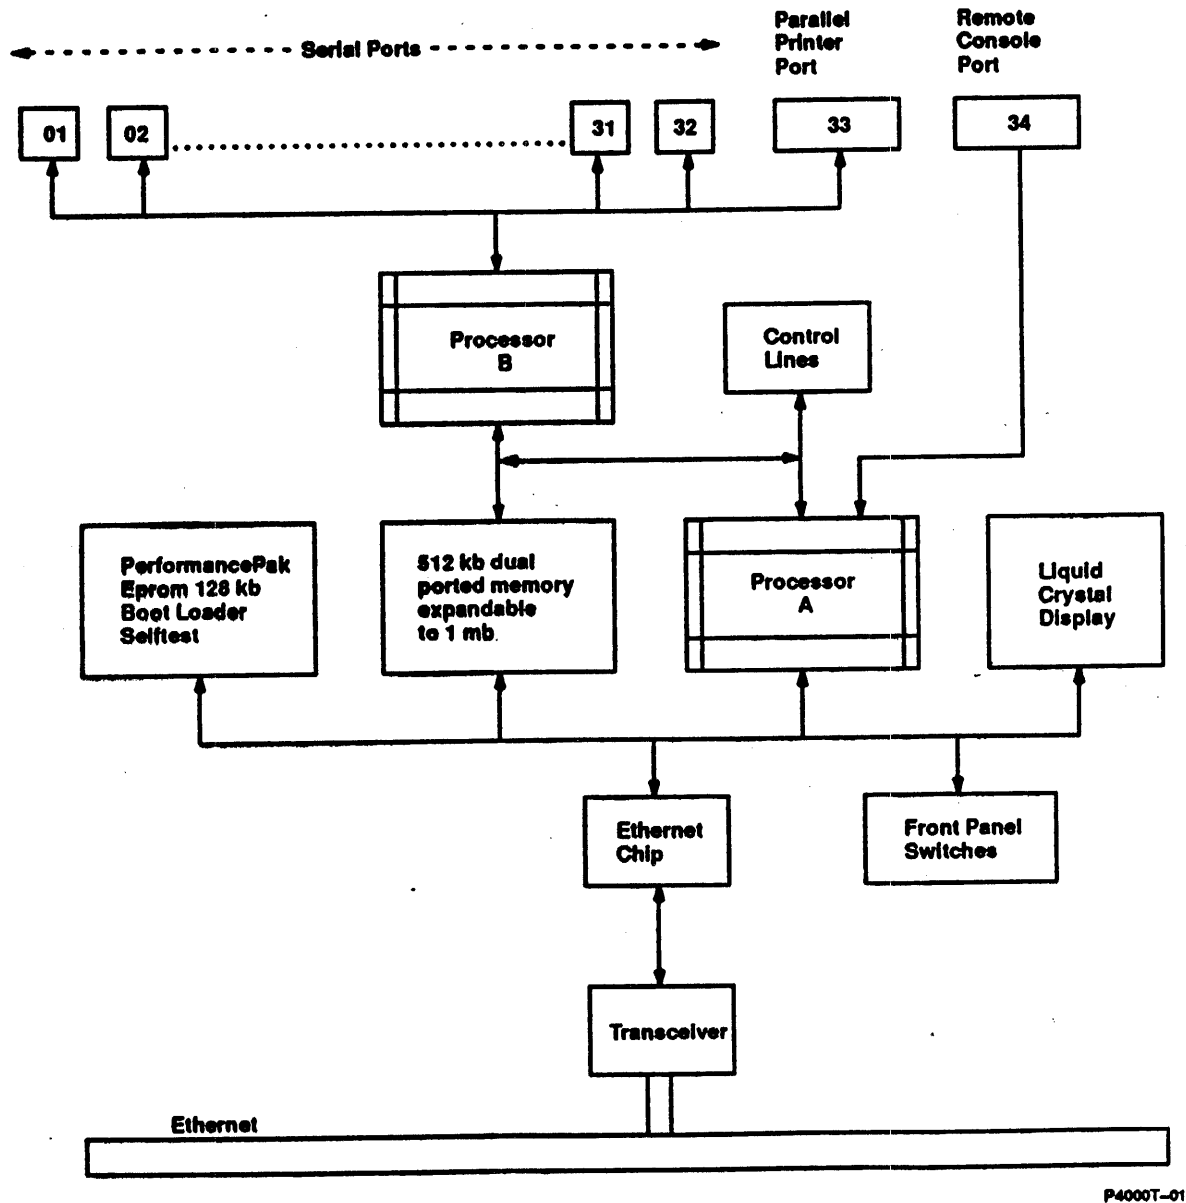 Serial Ports
Parallel
Printer
Port
Remote
Console
Port
01
02
31
32
33
34
Processor
B
Control
Lines
PerformancePak
Eprom 128 kb
Boot Loader
Selftest
512 kb dual
ported memory
expandable
to 1 mb.
Processor
A
Liquid
Crystal
Display
Ethernet
Chip
Front Panel
Switches
Transceiver
Ethernet
P4000T-01